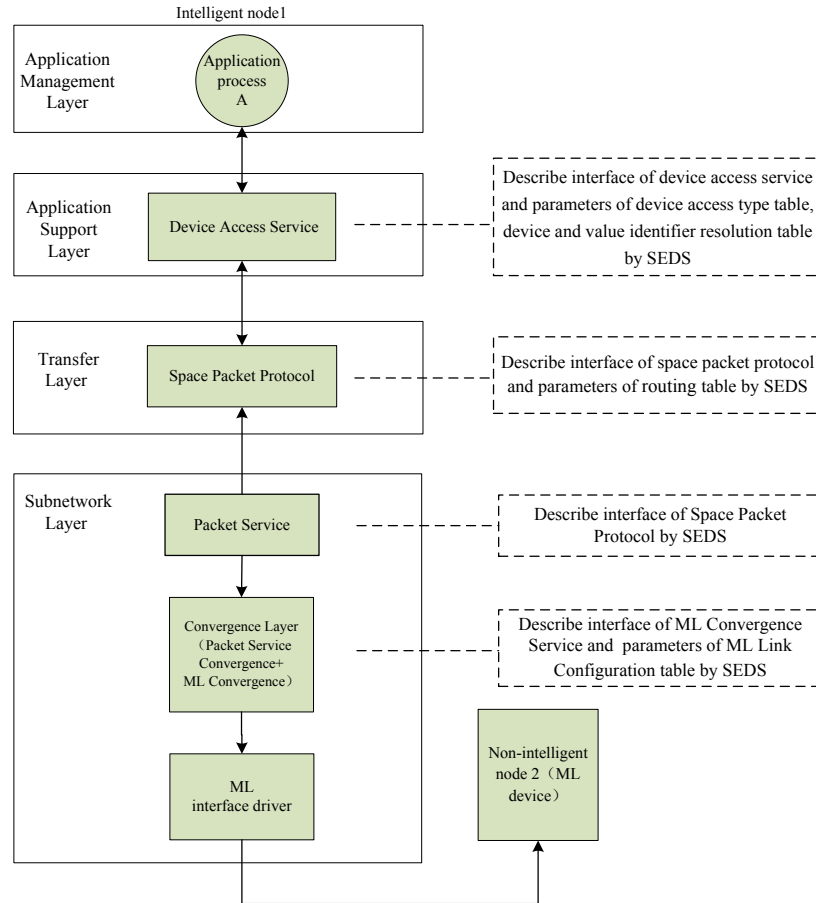 Intelligent node1
Application
Management
Layer
Application
process
A
Application
Support
Layer
Device Access Service
Describe interface of device access service
and parameters of device access type table,
device and value identifier resolution table
by SEDS
Transfer
Layer
Space Packet Protocol
Describe interface of space packet protocol
and parameters of routing table by SEDS
Subnetwork
Layer
Packet Service
Describe interface of Space Packet
Protocol by SEDS
Convergence Layer
（Packet Service
Convergence+
ML Convergence）
Describe interface of ML Convergence
Service and parameters of ML Link
Configuration table by SEDS
ML
interface driver
Non-intelligent
node 2（ML
device）